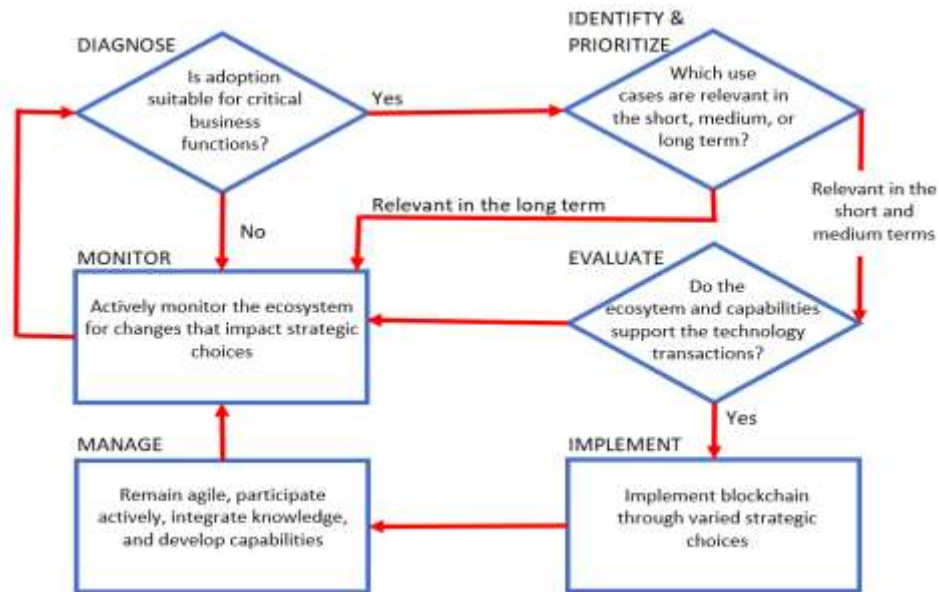 DIAGNOSE
Is adoption
suitable for critical
business
functions?
Yes
IDENTIFTY &
PRIORITIZE
Which use
cases are relevant in
the short, medium, or
long term?
Relevant in the
short and
medium terms
Relevant in the long term
No
MONITOR
Actively monitor the ecosystem
for changes that impact strategic
choices
EVALUATE
Do the
ecosytem and capabilities
support the technology
transactions?
Yes
MANAGE
Remain agile, participate
actively, integrate knowledge,
and develop capabilities
IMPLEMENT
Implement blockchain
through varied strategic
choices